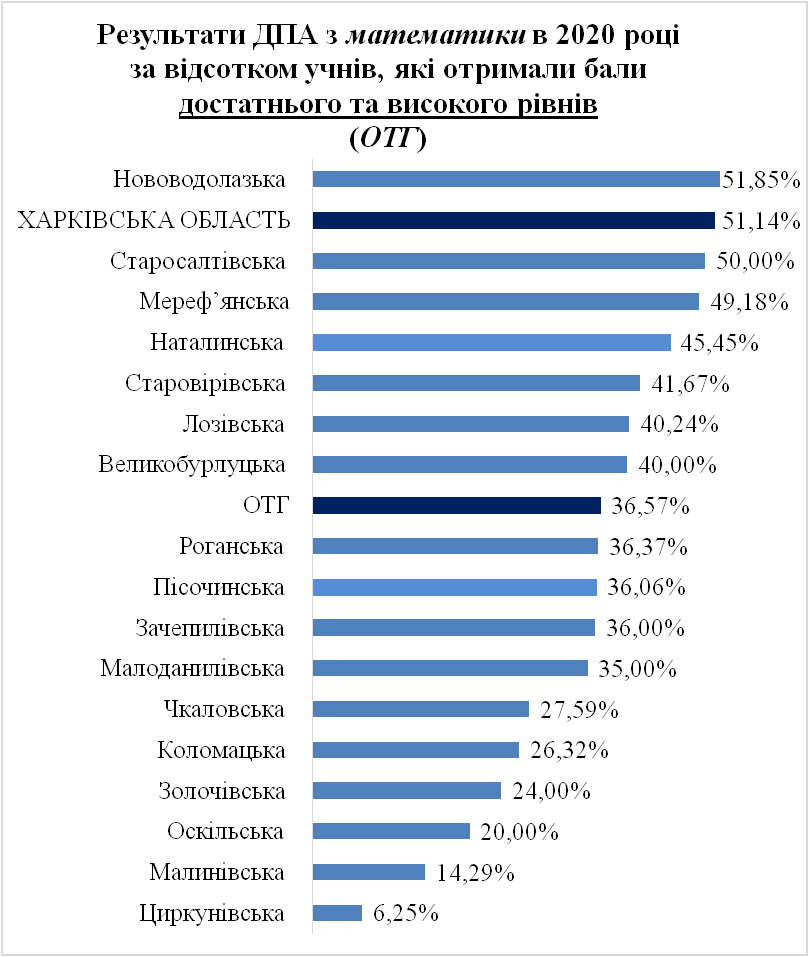 Результати ДПА з математики в 2020 році
за відсотком учнів, які отримали бали
достатнього та високого рівнів
(ОТГ)
Нововодолазька 51,85%
ХАРКІВСЬКА ОБЛАСТЬ 51,14%
Старосалтівська 50,00%
Мереф’янська 49,18%
Наталинська 45,45%
Старовірівська 41,67%
Лозівська 40,24%
Великобурлуцька 40,00%
ОТГ 36,57%
Роганська 36,37%
Пісочинська 36,06%
Зачепилівська 36,00%
Малоданилівська 35,00%
Чкаловська 27,59%
Коломацька 26,32%
Золочівська 24,00%
Оскільська 20,00%
Малинівська 14,29%
Циркунівська 6,25%